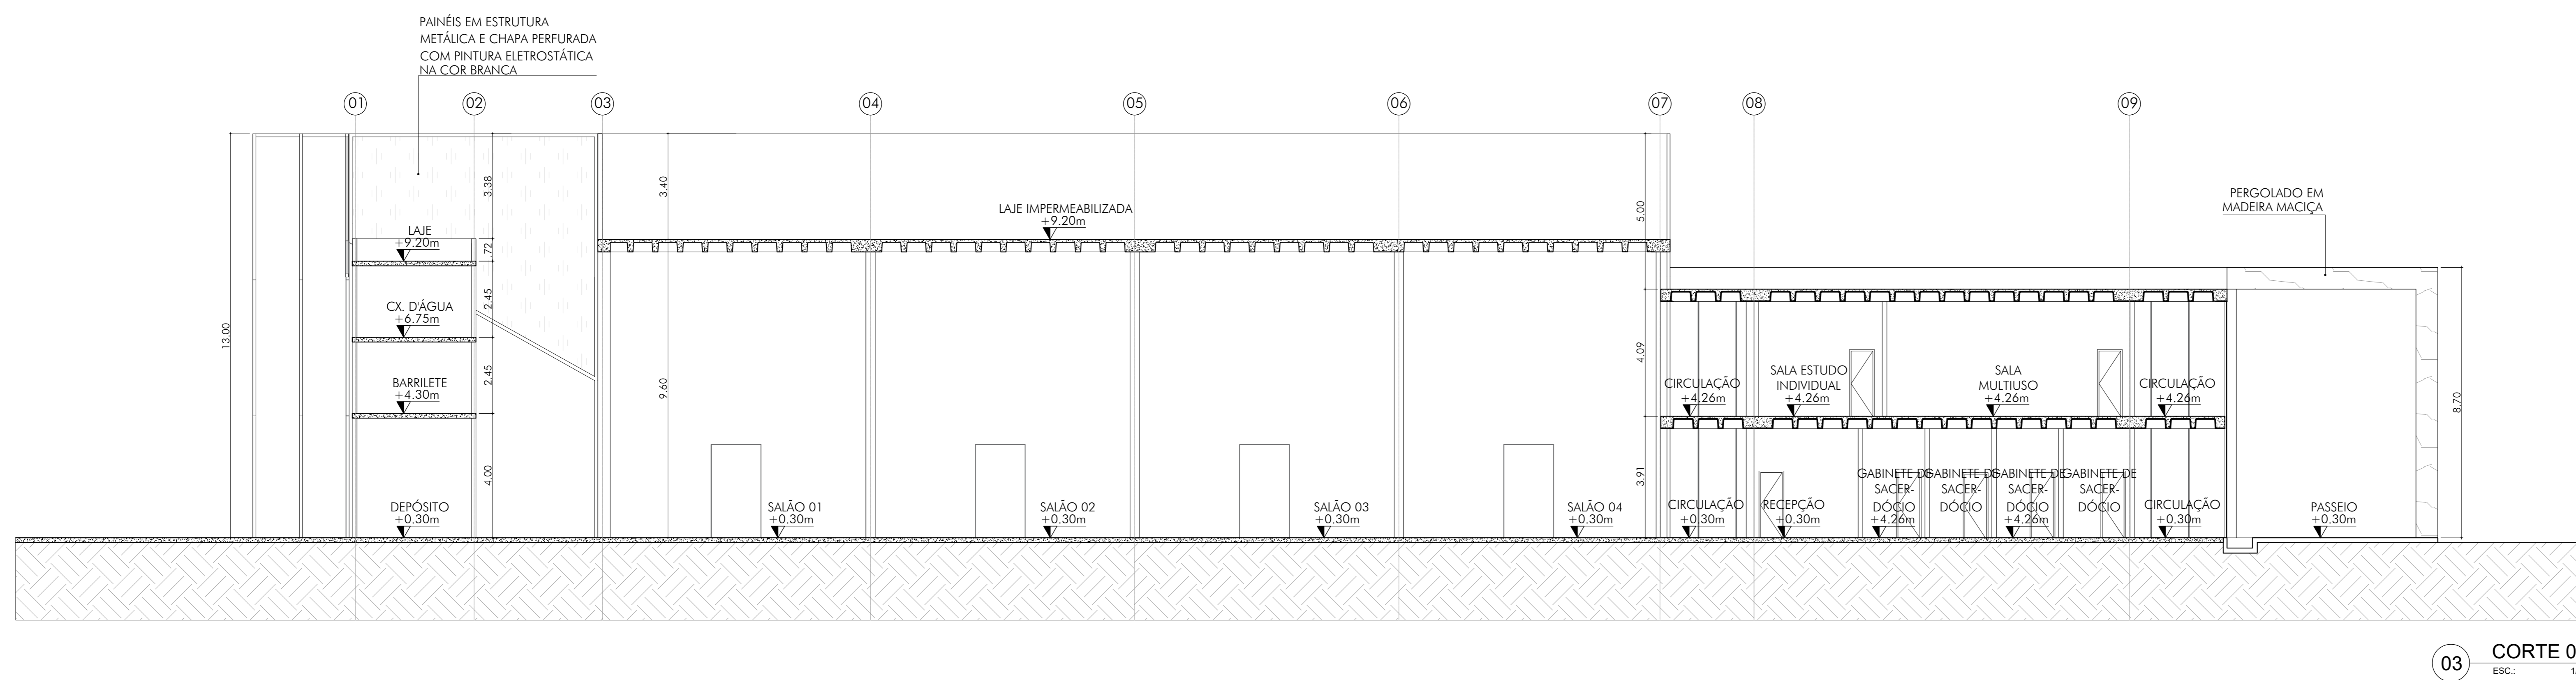 PAINÉIS EM ESTRUTURA
METÁLICA E CHAPA PERFURADA
COM PINTURA ELETROSTÁTICA
NA COR BRANCA
01
02
03
04
05
06
07
08
09
3.38
3.40
5.00
LAJE IMPERMEABILIZADA
+9.20m
PERGOLADO EM
MADEIRA MACIÇA
LAJE
+9.20m
.72
2.45
CX. D'ÁGUA
+6.75m
13.00
2.45
BARRILETE
+4.30m
9.60
4.09
8.70
CIRCULAÇÃO
+4.26m
SALA ESTUDO
INDIVIDUAL
+4.26m
SALA
MULTIUSO
+4.26m
CIRCULAÇÃO
+4.26m
4.00
3.91
DEPÓSITO
+0.30m
SALÃO 01
+0.30m
SALÃO 02
+0.30m
SALÃO 03
+0.30m
SALÃO 04
+0.30m
CIRCULAÇÃO
+0.30m
RECEPÇÃO
+0.30m
GABINETE DE
SACER-
DÓCIO
+4.26m
GABINETE DE
SACER-
DÓCIO
GABINETE DE
SACER-
DÓCIO
+4.26m
GABINETE DE
SACER-
DÓCIO
CIRCULAÇÃO
+0.30m
PASSEIO
+0.30m
03
CORTE 0
ESC.: